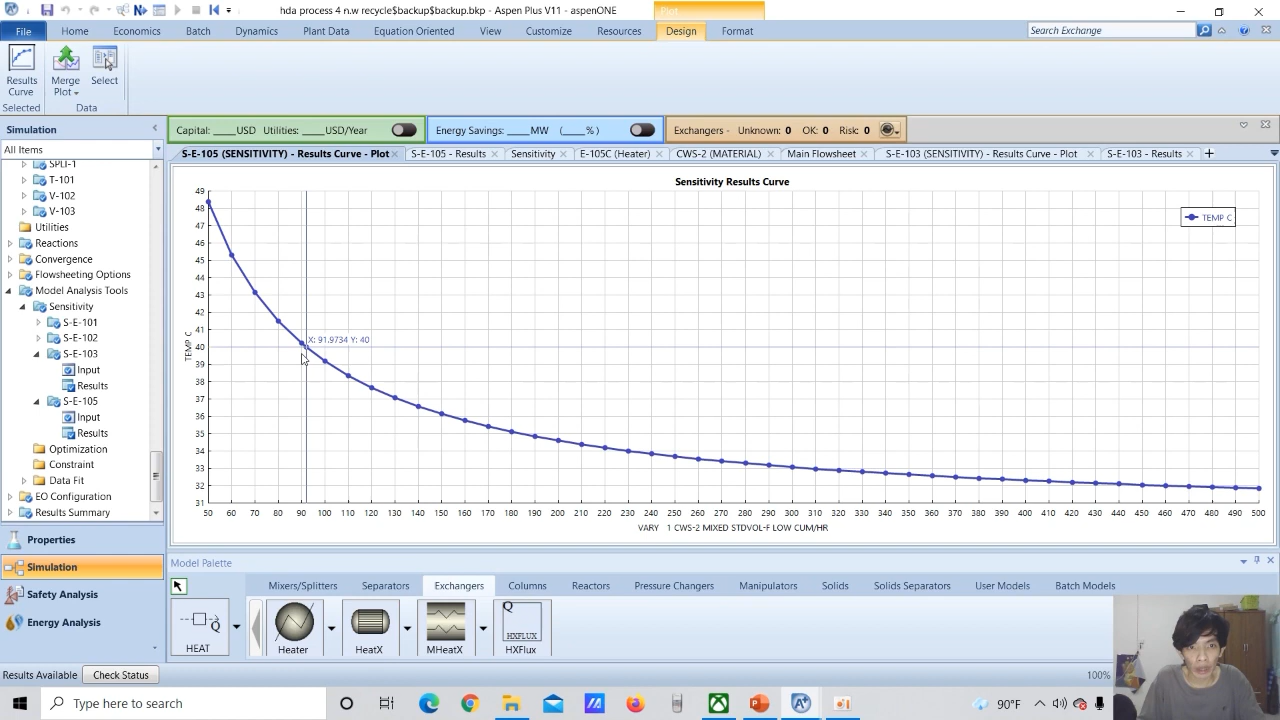 hda process 4 n.w recycle$backup$backup.bkp - Aspen Plus V11 - aspenONE
Plot
File Home Economics Batch Dynamics Plant Data Equation Oriented View Customize Resources Design Format Search Exchange
Results Curve
Merge Plot
Select
Selected Data
Simulation
Capital: _____USD Utilities: _____USD/Year
Energy Savings: _____MW (____%)
Exchangers - Unknown: 0 OK: 0 Risk: 0
All Items
S-E-105 (SENSITIVITY) - Results Curve - Plot S-E-105 - Results Sensitivity E-105C (Heater) CWS-2 (MATERIAL) Main Flowsheet S-E-103 (SENSITIVITY) - Results Curve - Plot S-E-103 - Results
SPLI-1
T-101
V-102
V-103
Utilities
Reactions
Convergence
Flowsheeting Options
Model Analysis Tools
Sensitivity
S-E-101
S-E-102
S-E-103
Input
Results
S-E-105
Input
Results
Optimization
Constraint
Data Fit
EO Configuration
Results Summary
Properties
Simulation
Safety Analysis
Energy Analysis
Sensitivity Results Curve
TEMP C
49
48
47
46
45
44
43
42
41
40
39
38
37
36
35
34
33
32
31
TEMP C
X: 91.9734 Y: 40
50 60 70 80 90 100 110 120 130 140 150 160 170 180 190 200 210 220 230 240 250 260 270 280 290 300 310 320 330 340 350 360 370 380 390 400 410 420 430 440 450 460 470 480 490 500
VARY 1 CWS-2 MIXED STDVOL-F LOW CUM/HR
Model Palette
Mixers/Splitters Separators Exchangers Columns Reactors Pressure Changers Manipulators Solids Solids Separators User Models Batch Models
Q
HEAT
Heater
HeatX
MHeatX
Q
HXFLUX
HXFlux
Results Available Check Status 100%
Type here to search
90°F